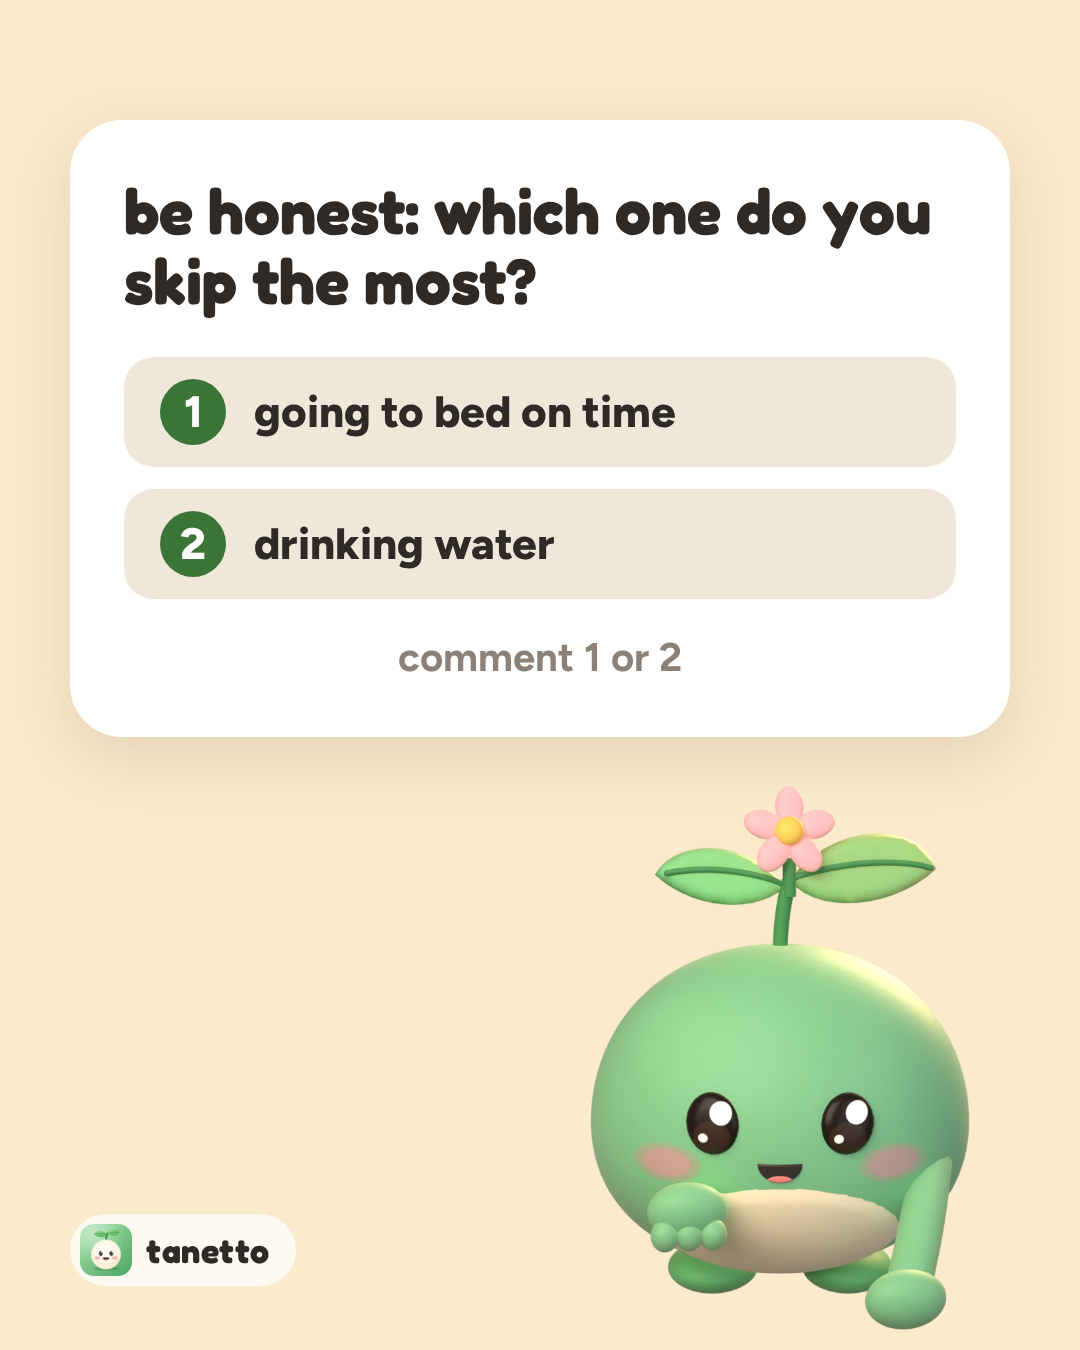 be honest: which one do you
skip the most?
1 going to bed on time
2 drinking water
comment 1 or 2
tanetto